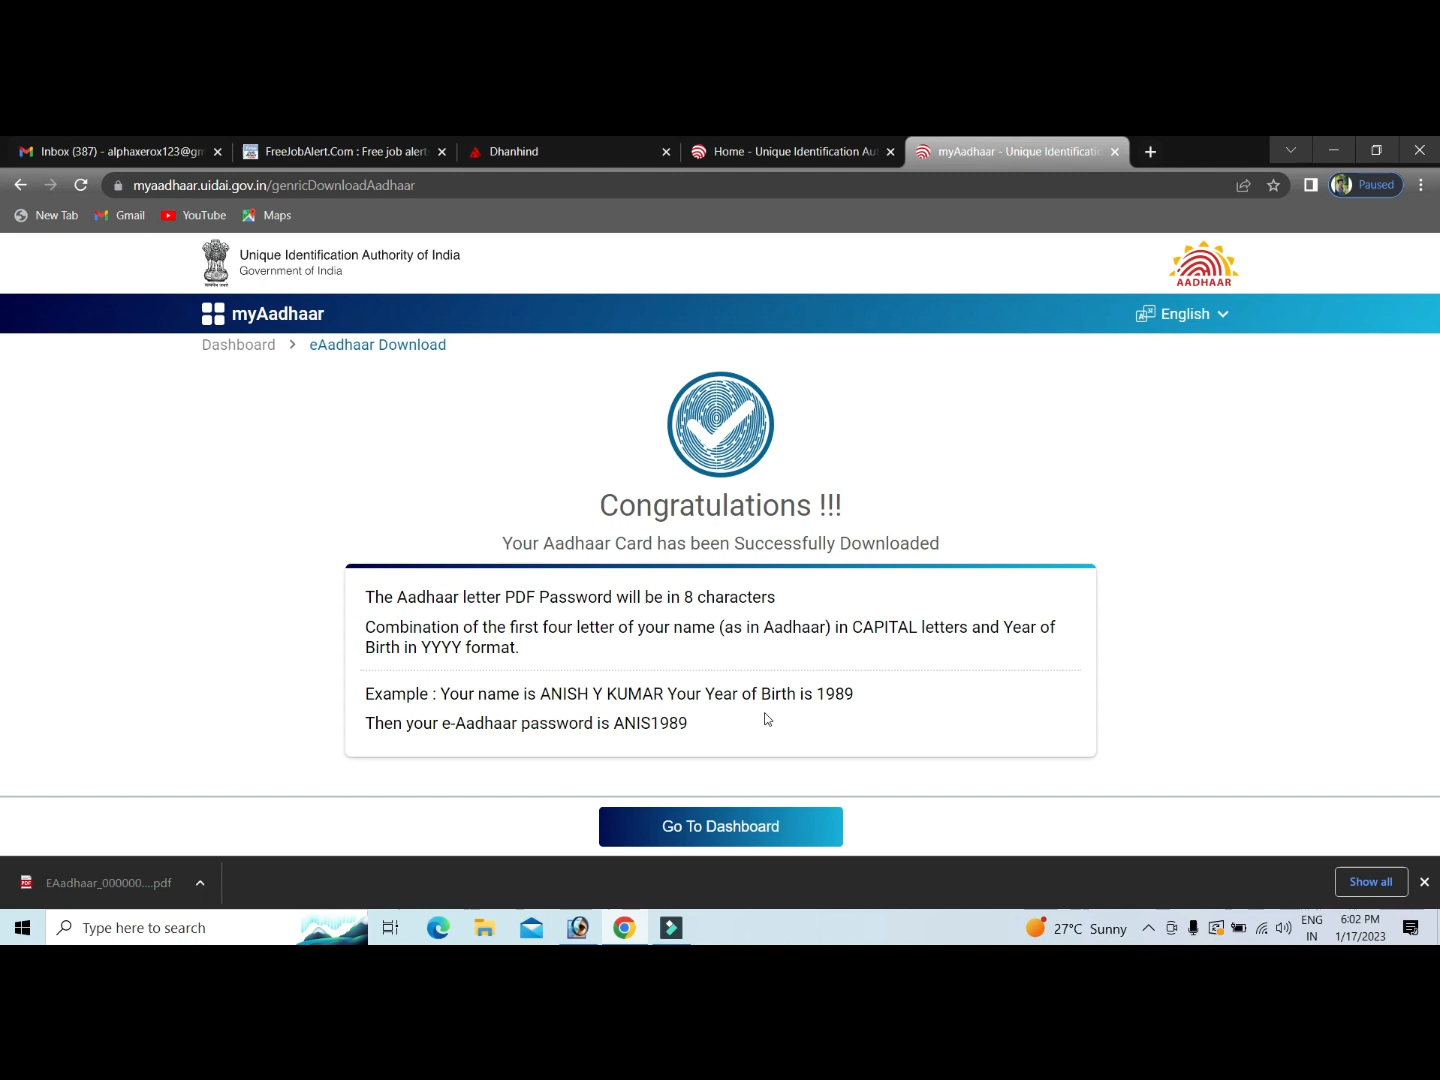 Inbox (387) - alphaxerox123@gm
FreeJobAlert.Com : Free job alert
Dhanhind
Home - Unique Identification Au
myAadhaar - Unique Identificatio
myaadhaar.uidai.gov.in/genricDownloadAadhaar
Paused
New Tab
Gmail
YouTube
Maps
Unique Identification Authority of India
Government of India
AADHAAR
myAadhaar
English
Dashboard > eAadhaar Download
Congratulations !!!
Your Aadhaar Card has been Successfully Downloaded
The Aadhaar letter PDF Password will be in 8 characters
Combination of the first four letter of your name (as in Aadhaar) in CAPITAL letters and Year of
Birth in YYYY format.
Example : Your name is ANISH Y KUMAR Your Year of Birth is 1989
Then your e-Aadhaar password is ANIS1989
Go To Dashboard
EAadhaar_000000....pdf
Show all
Type here to search
27°C Sunny
ENG
IN
6:02 PM
1/17/2023